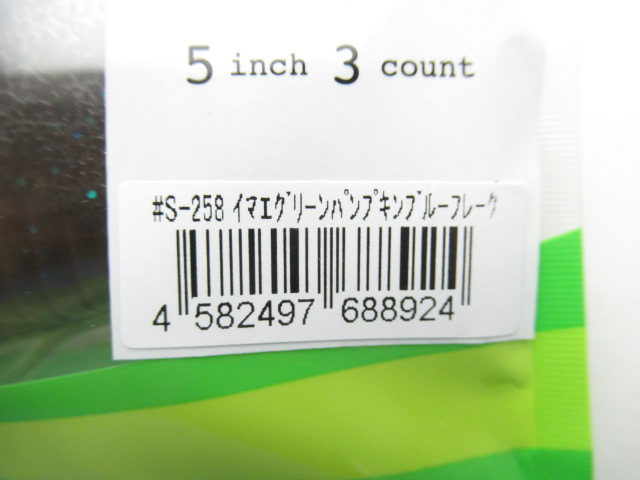 5 inch 3 count
#S-258 ｲﾏｴｸﾞﾘｰﾝﾊﾟﾝﾌﾟｷﾝﾌﾞﾙｰﾌﾚｰｸ
4 582497 688924